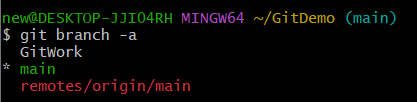 new@DESKTOP-JJIO4RH MINGW64 ~/GitDemo (main)
$ git branch -a
  GitWork
* main
  remotes/origin/main